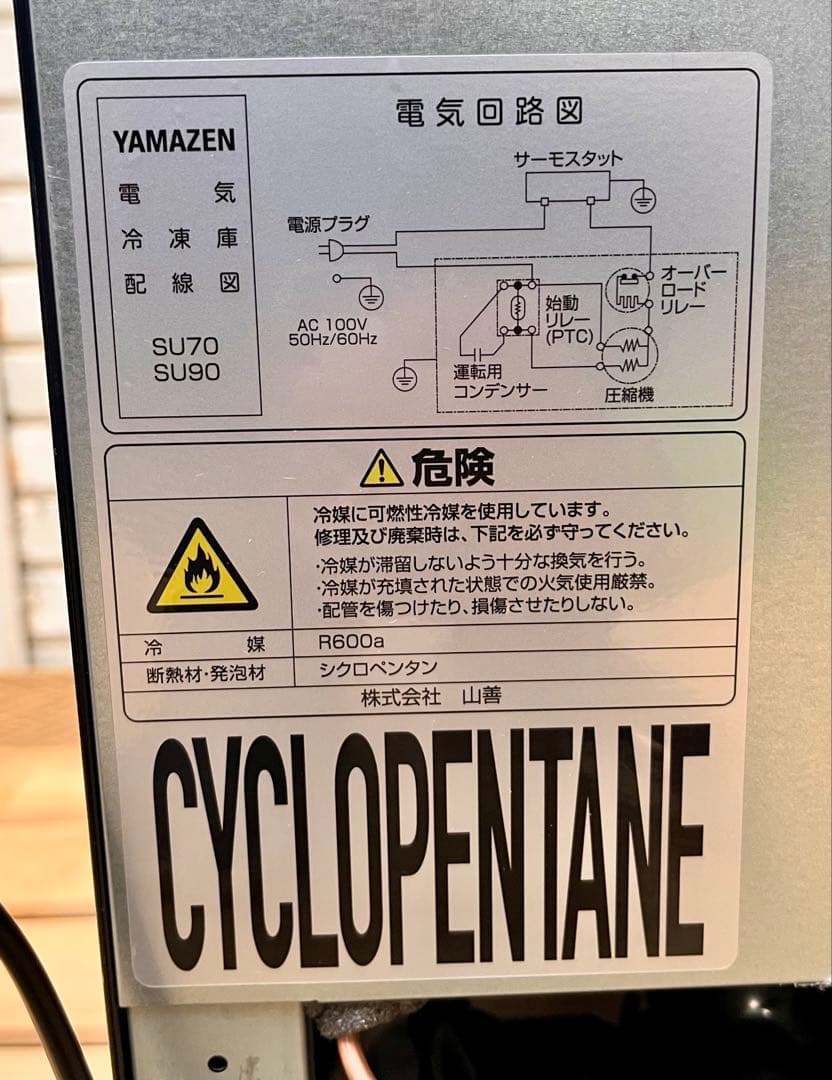 YAMAZEN
電気
冷凍庫
配線図
SU70
SU90
電気回路図
サーモスタット
電源プラグ
AC 100V
50Hz/60Hz
オーバー
ロード
リレー
始動
リレー
(PTC)
運転用
コンデンサー
圧縮機
危険
冷媒に可燃性冷媒を使用しています。
修理及び廃棄時は、下記を必ず守ってください。
・冷媒が滞留しないよう十分な換気を行う。
・冷媒が充填された状態での火気使用厳禁。
・配管を傷つけたり、損傷させたりしない。
冷媒 R600a
断熱材・発泡材 シクロペンタン
株式会社 山善
CYCLOPENTANE